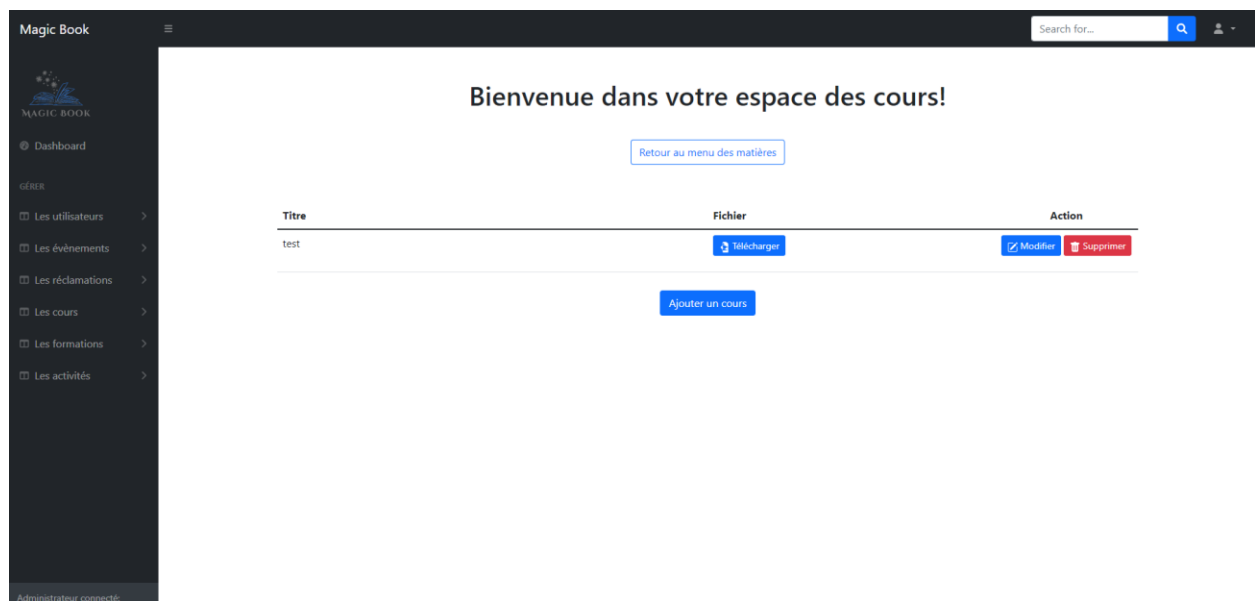 Magic Book
Search for...
MAGIC BOOK
Dashboard
GÉRER
Les utilisateurs
Les évènements
Les réclamations
Les cours
Les formations
Les activités
Administrateur connecté:
Bienvenue dans votre espace des cours!
Retour au menu des matières
Titre Fichier Action
test Télécharger Modifier Supprimer
Ajouter un cours